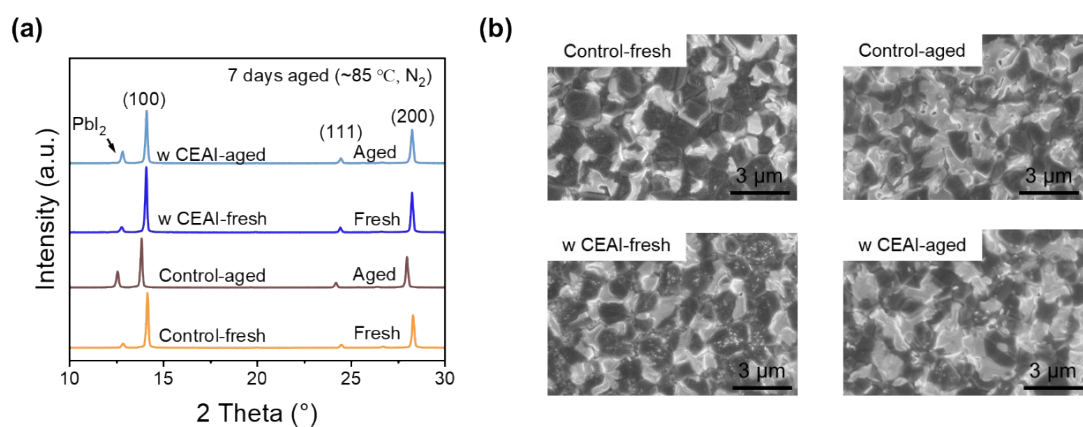 (a)
7 days aged (~85 ℃, N₂)
(100)
(111)
(200)
PbI₂
w CEAI-aged
Aged
w CEAI-fresh
Fresh
Control-aged
Aged
Control-fresh
Fresh
10
15
20
25
30
2 Theta (°)
Intensity (a.u.)
(b)
Control-fresh
3 μm
Control-aged
3 μm
w CEAI-fresh
3 μm
w CEAI-aged
3 μm